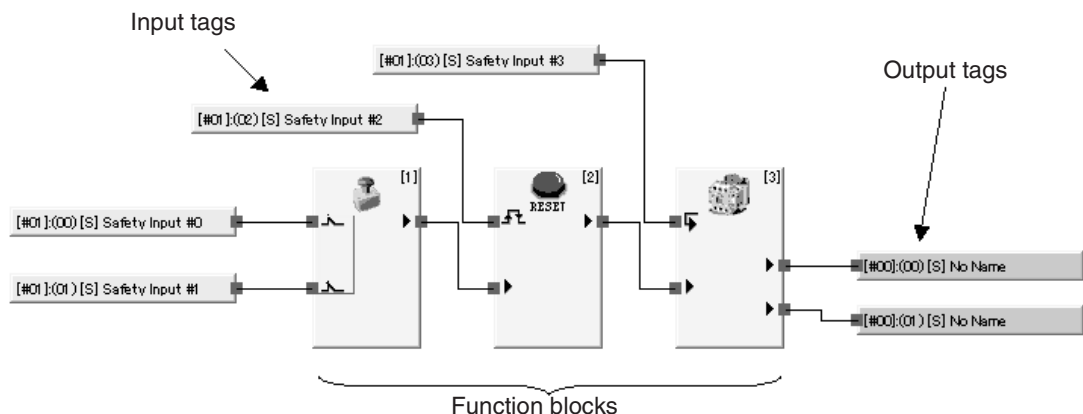 Input tags
[#01]:(03) [S] Safety Input #3
Output tags
[#01]:(02) [S] Safety Input #2
[1]
[2]
[3]
RESET
[#01]:(00) [S] Safety Input #0
[#00]:(00) [S] No Name
[#01]:(01) [S] Safety Input #1
[#00]:(01) [S] No Name
Function blocks